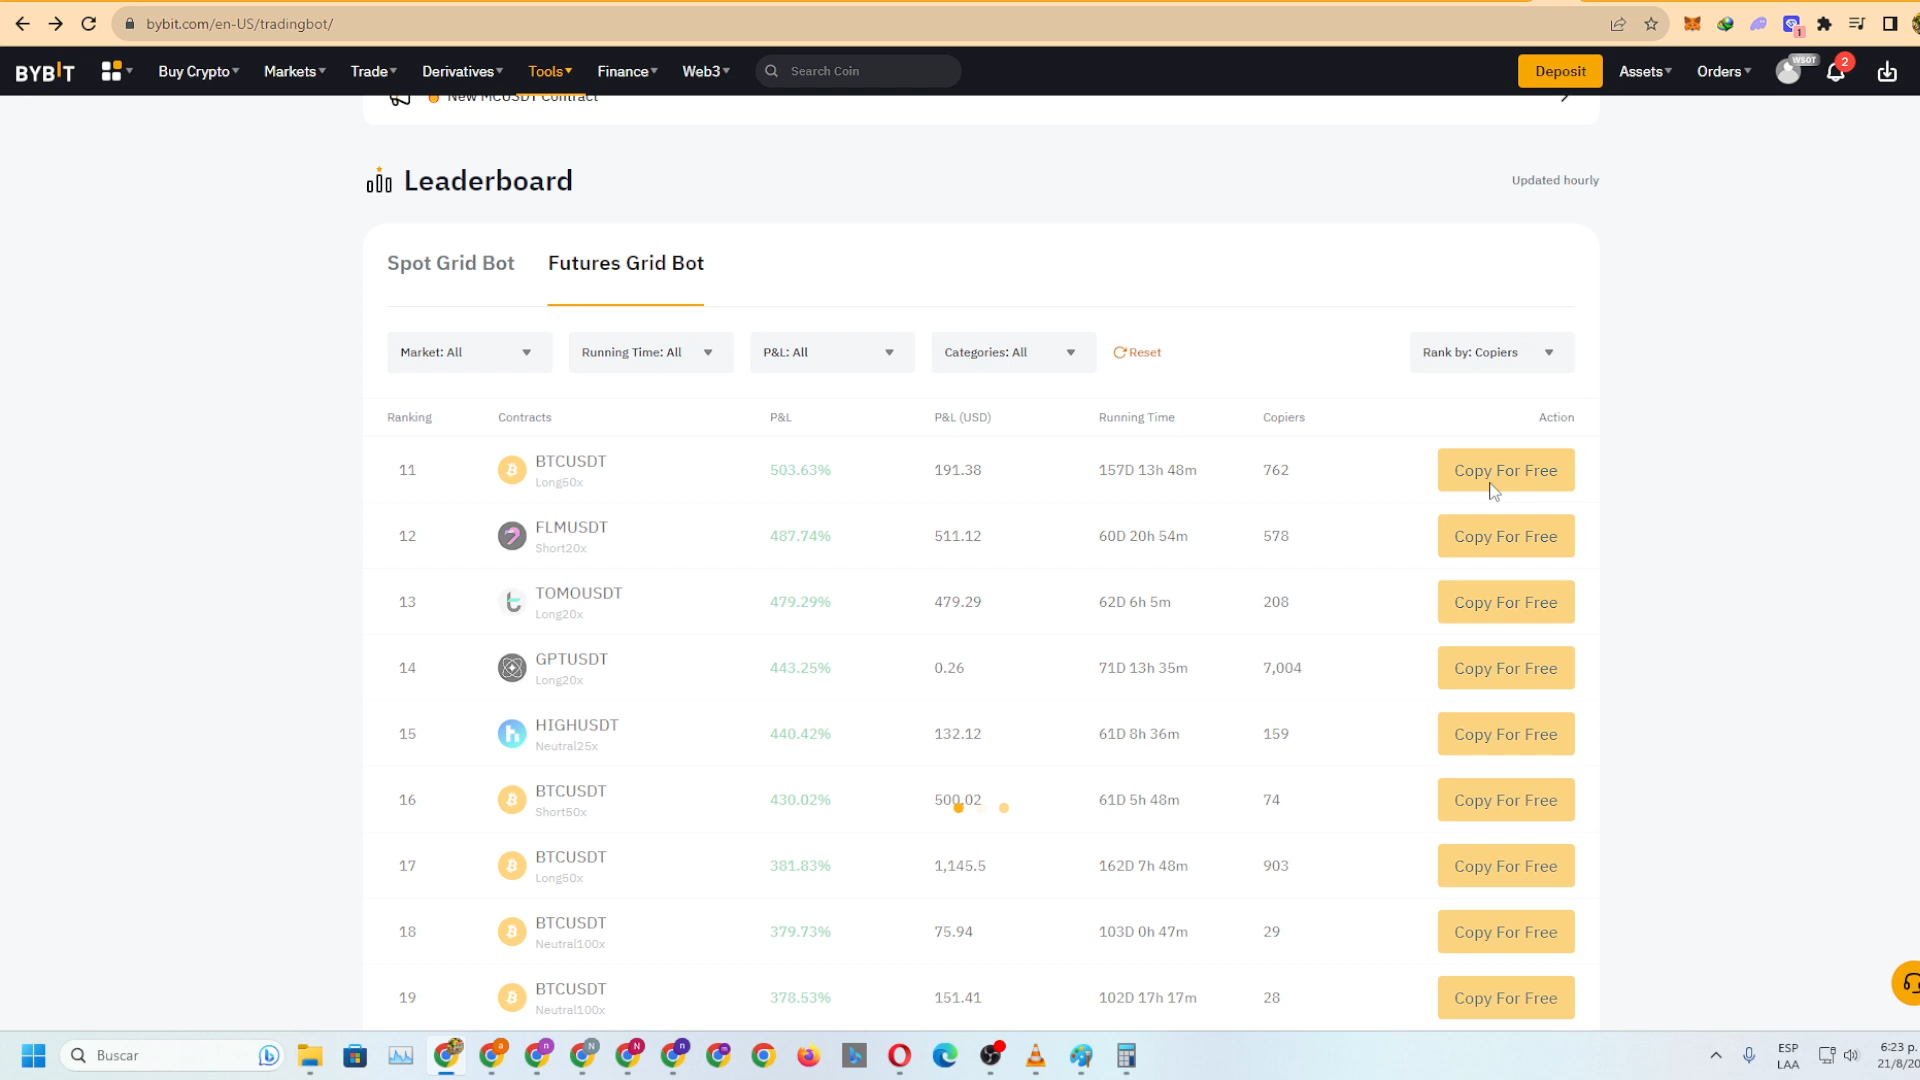 bybit.com/en-US/tradingbot/
1
BYBIT Buy Crypto Markets Trade Derivatives Tools Finance Web3 Search Coin Deposit Assets Orders WSOT 2
New MCUSDT Contract
Leaderboard Updated hourly
Spot Grid Bot Futures Grid Bot
Market: All Running Time: All P&L: All Categories: All Reset Rank by: Copiers
Ranking Contracts P&L P&L (USD) Running Time Copiers Action
11 BTCUSDT 503.63% 191.38 157D 13h 48m 762 Copy For Free
Long50x
12 FLMUSDT 487.74% 511.12 60D 20h 54m 578 Copy For Free
Short20x
13 TOMOUSDT 479.29% 479.29 62D 6h 5m 208 Copy For Free
Long20x
14 GPTUSDT 443.25% 0.26 71D 13h 35m 7,004 Copy For Free
Long20x
15 HIGHUSDT 440.42% 132.12 61D 8h 36m 159 Copy For Free
Neutral25x
16 BTCUSDT 430.02% 500.02 61D 5h 48m 74 Copy For Free
Short50x
17 BTCUSDT 381.83% 1,145.5 162D 7h 48m 903 Copy For Free
Long50x
18 BTCUSDT 379.73% 75.94 103D 0h 47m 29 Copy For Free
Neutral100x
19 BTCUSDT 378.53% 151.41 102D 17h 17m 28 Copy For Free
Neutral100x
Buscar ESP 6:23 p.
LAA 21/8/20